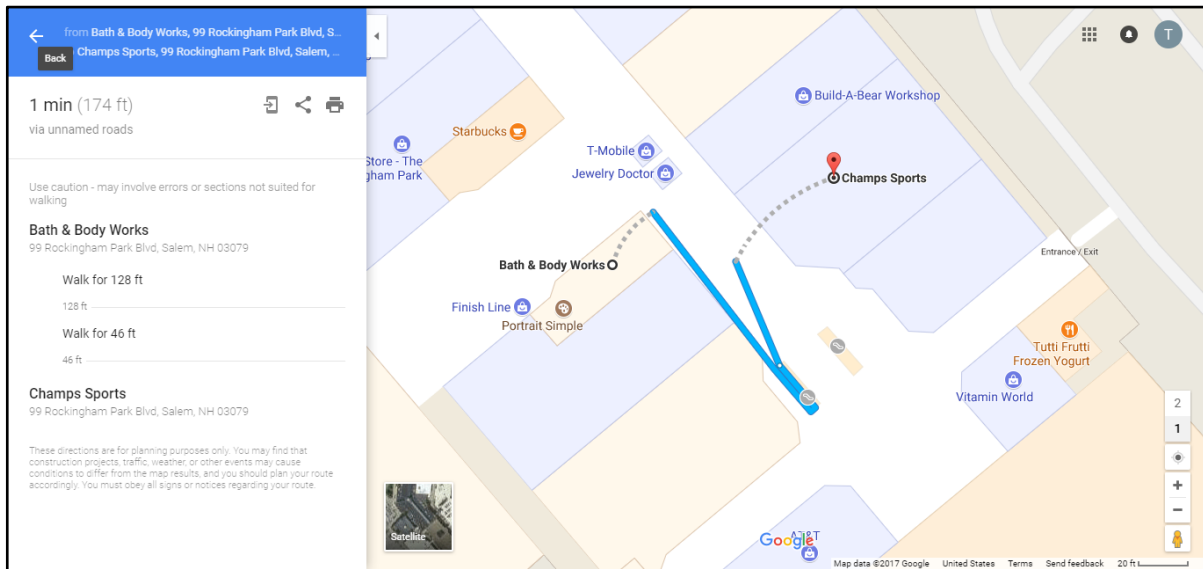 from Bath & Body Works, 99 Rockingham Park Blvd, S...
Champs Sports, 99 Rockingham Park Blvd, Salem, ...
Back
1 min (174 ft)
via unnamed roads
Use caution - may involve errors or sections not suited for
walking
Bath & Body Works
99 Rockingham Park Blvd, Salem, NH 03079
Walk for 128 ft
128 ft
Walk for 46 ft
46 ft
Champs Sports
99 Rockingham Park Blvd, Salem, NH 03079
These directions are for planning purposes only. You may find that
construction projects, traffic, weather, or other events may cause
conditions to differ from the map results, and you should plan your route
accordingly. You must obey all signs or notices regarding your route.
T
Build-A-Bear Workshop
Starbucks
T-Mobile
Store - The
gham Park
Jewelry Doctor
Champs Sports
Entrance / Exit
Bath & Body Works
Finish Line
Portrait Simple
Tutti Frutti
Frozen Yogurt
Vitamin World
2
1
+
−
Satellite
AT&T
Google
Map data ©2017 Google United States Terms Send feedback 20 ft